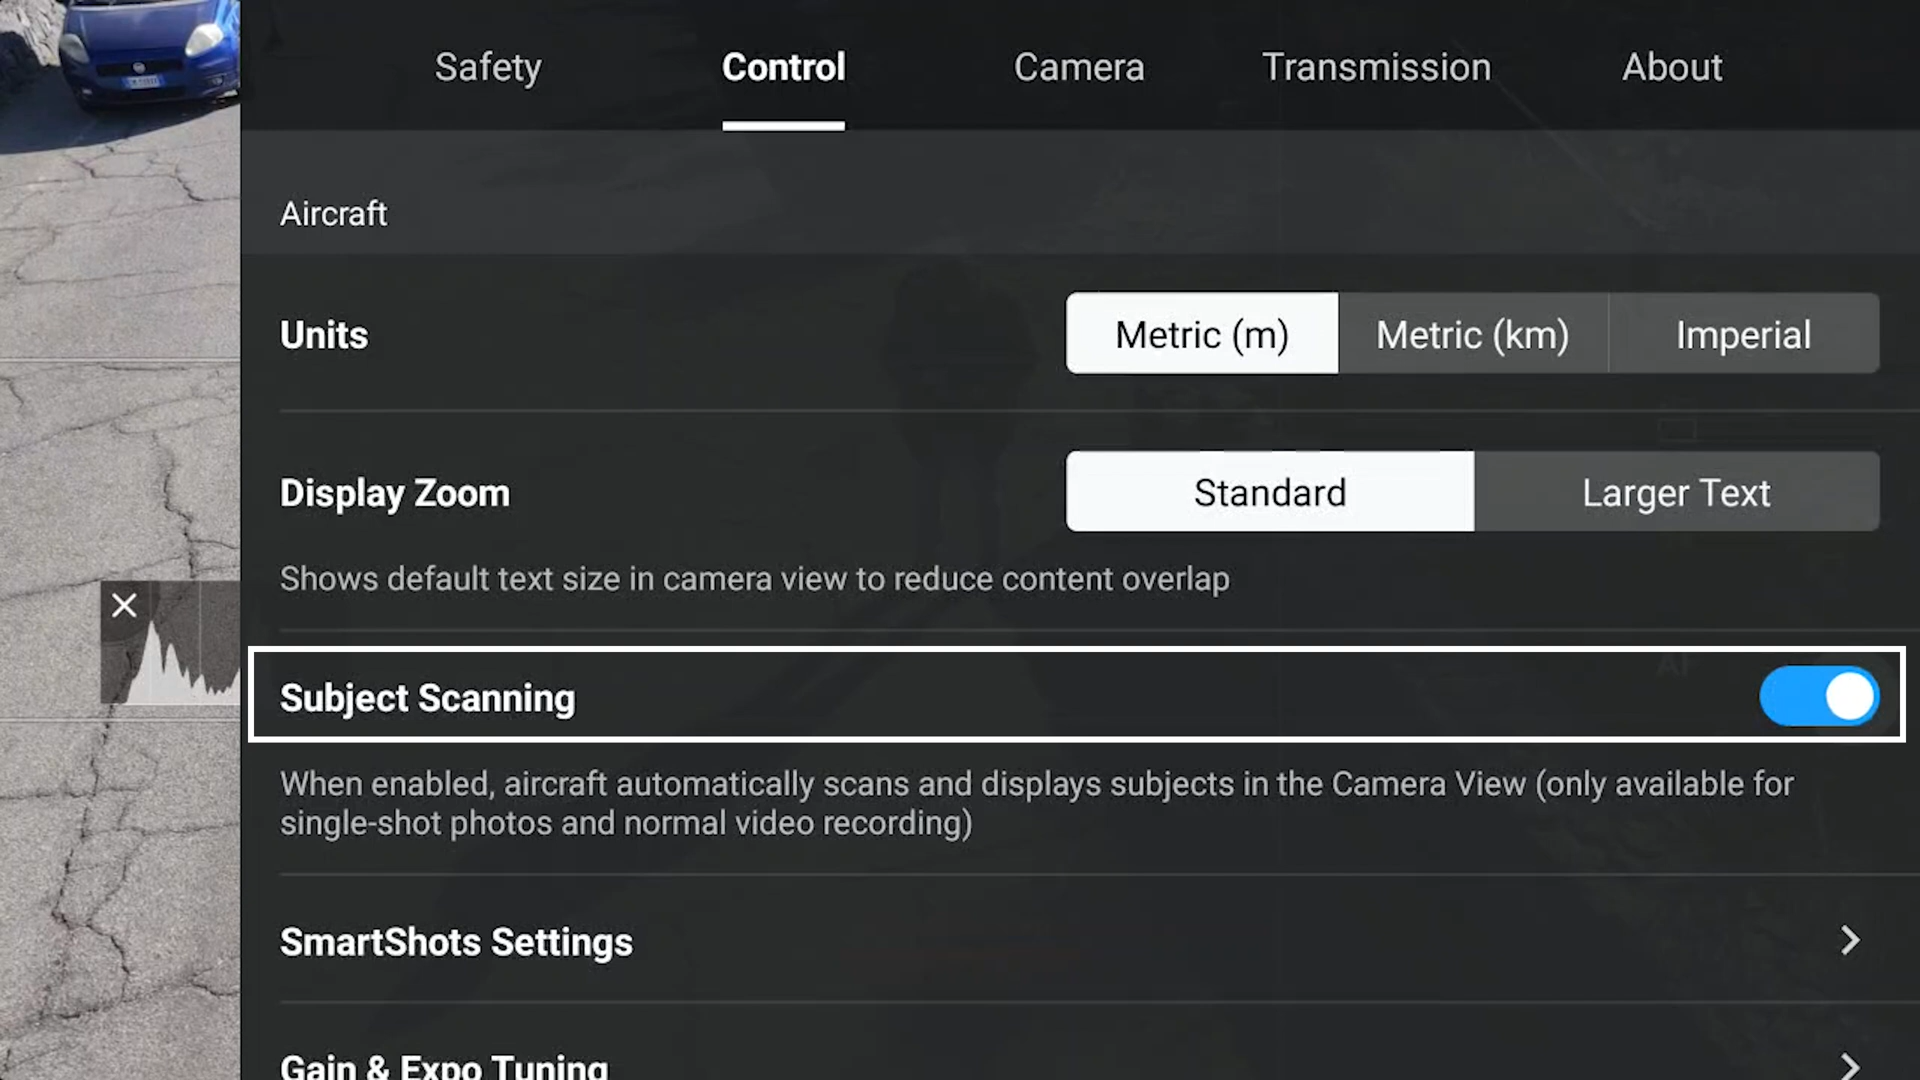 Safety Control Camera Transmission About
Aircraft
Units Metric (m) Metric (km) Imperial
Display Zoom Standard Larger Text
Shows default text size in camera view to reduce content overlap
Subject Scanning
When enabled, aircraft automatically scans and displays subjects in the Camera View (only available for
single-shot photos and normal video recording)
SmartShots Settings
Gain & Expo Tuning